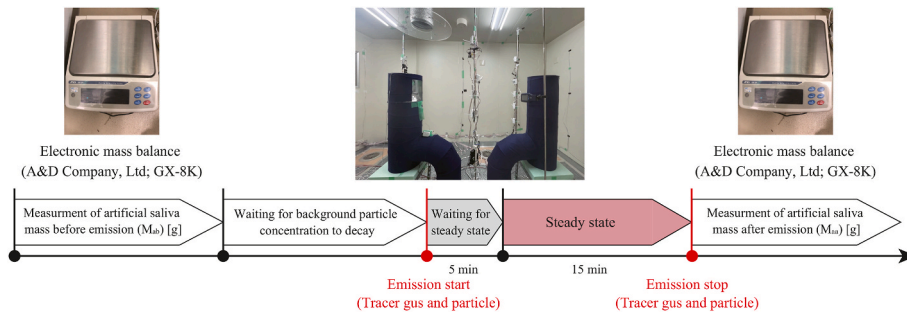 Electronic mass balance
(A&D Company, Ltd; GX-8K)
Electronic mass balance
(A&D Company, Ltd; GX-8K)
Measurment of artificial saliva
mass before emission (Mab) [g]
Waiting for background particle
concentration to decay
Waiting for
steady state
Steady state
Measurment of artificial saliva
mass after emission (Maa) [g]
5 min
15 min
Emission start
(Tracer gus and particle)
Emission stop
(Tracer gus and particle)